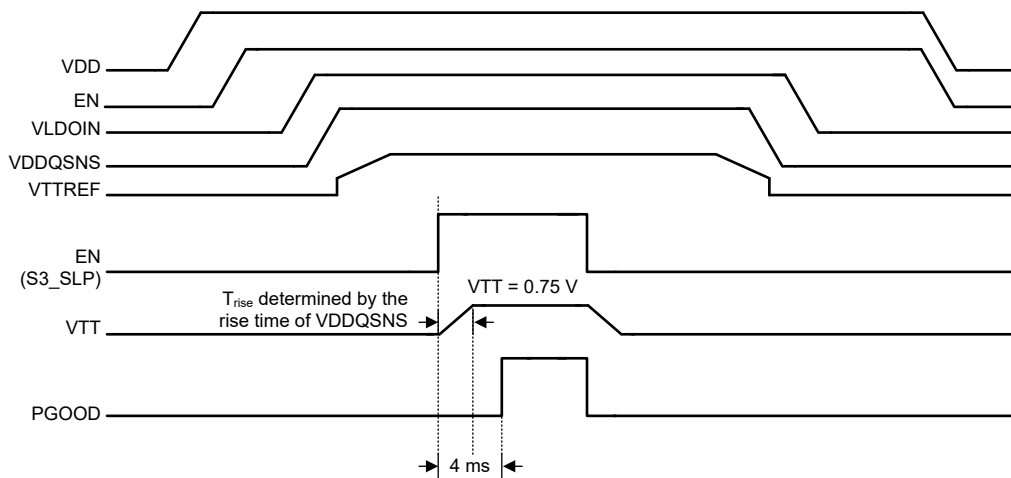 VDD
EN
VLDOIN
VDDQSNS
VTTREF
EN
(S3_SLP)
VTT = 0.75 V
Trise determined by the
rise time of VDDQSNS
VTT
PGOOD
4 ms